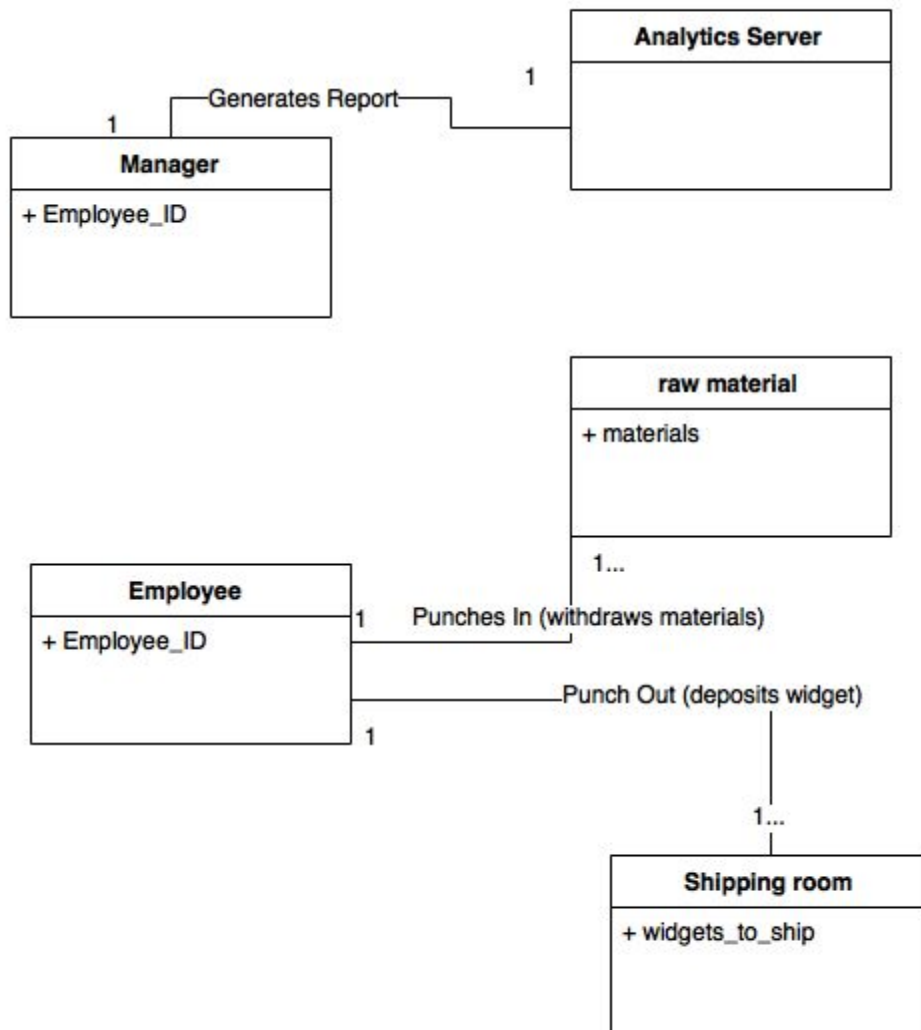 Analytics Server
1
Generates Report
1
Manager
+ Employee_ID
raw material
+ materials
1...
Employee
+ Employee_ID
1
Punches In (withdraws materials)
Punch Out (deposits widget)
1
1...
Shipping room
+ widgets_to_ship